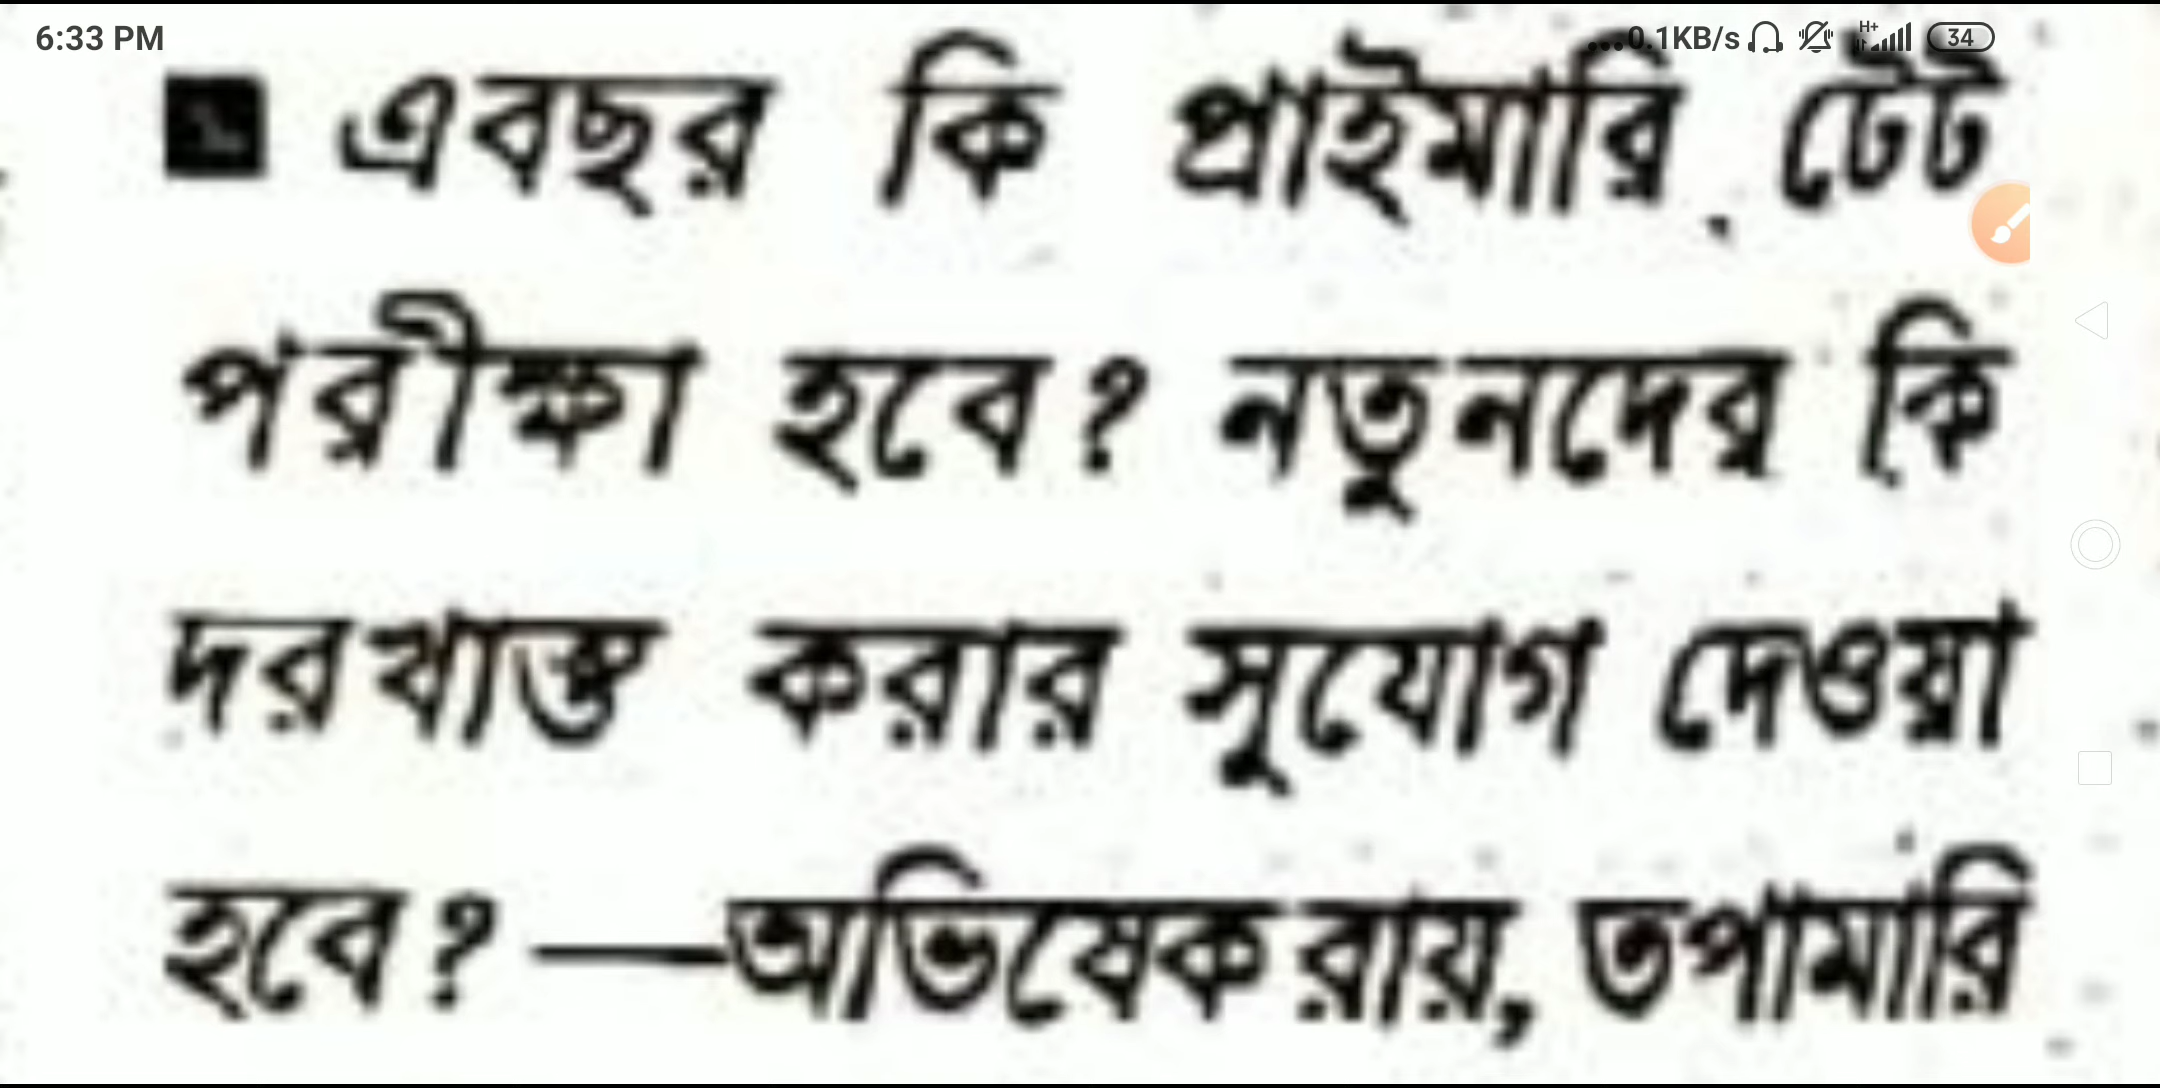 6:33 PM ...0.1KB/s H+ 34
■ এবছর কি প্রাইমারি টেট
পরীক্ষা হবে? নতুনদের কি
দরখাস্ত করার সুযোগ দেওয়া
হবে? —অভিষেক রায়, তপামারি